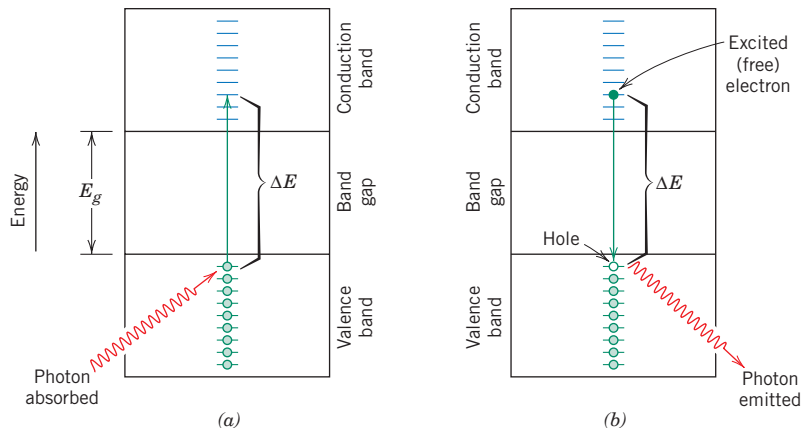 Energy
E_g
Conduction
band
Band
gap
Valence
band
ΔE
Photon
absorbed
(a)
Conduction
band
Band
gap
Valence
band
Excited
(free)
electron
ΔE
Hole
Photon
emitted
(b)